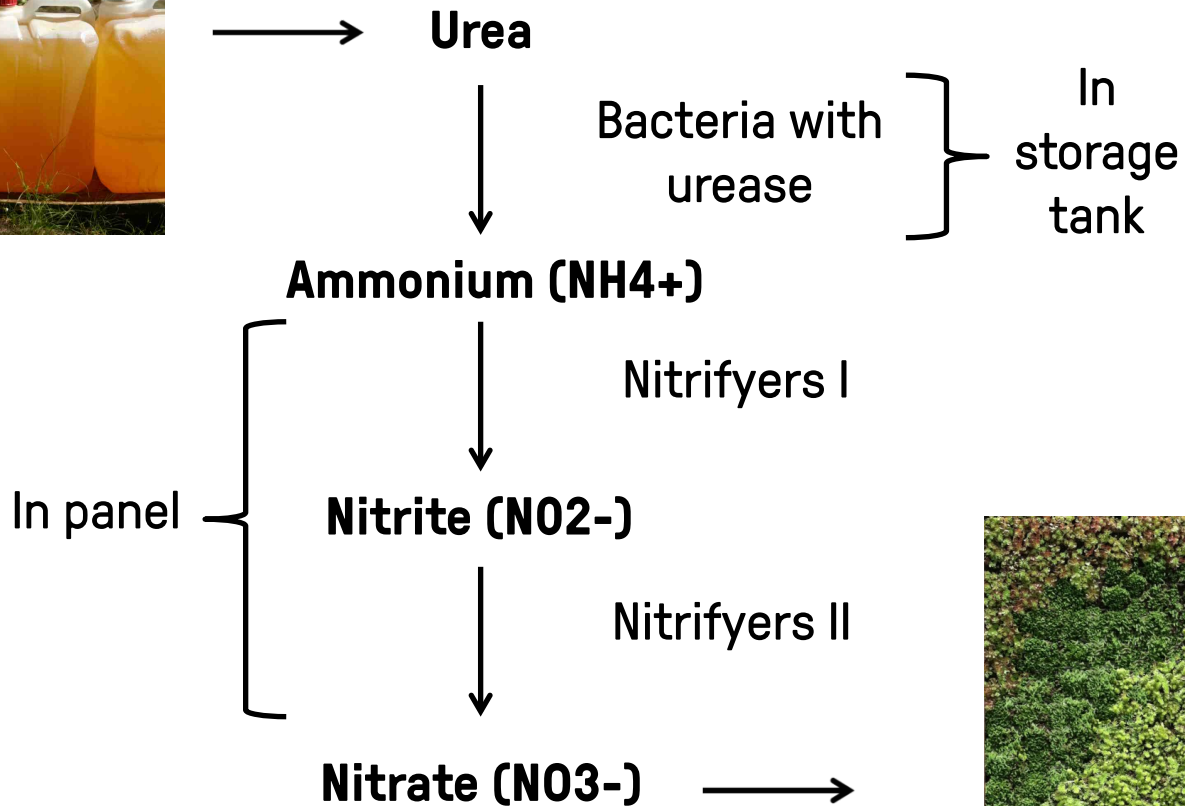 Urea
Bacteria with
urease
In
storage
tank
Ammonium (NH4+)
Nitrifyers I
In panel
Nitrite (NO2-)
Nitrifyers II
Nitrate (NO3-)